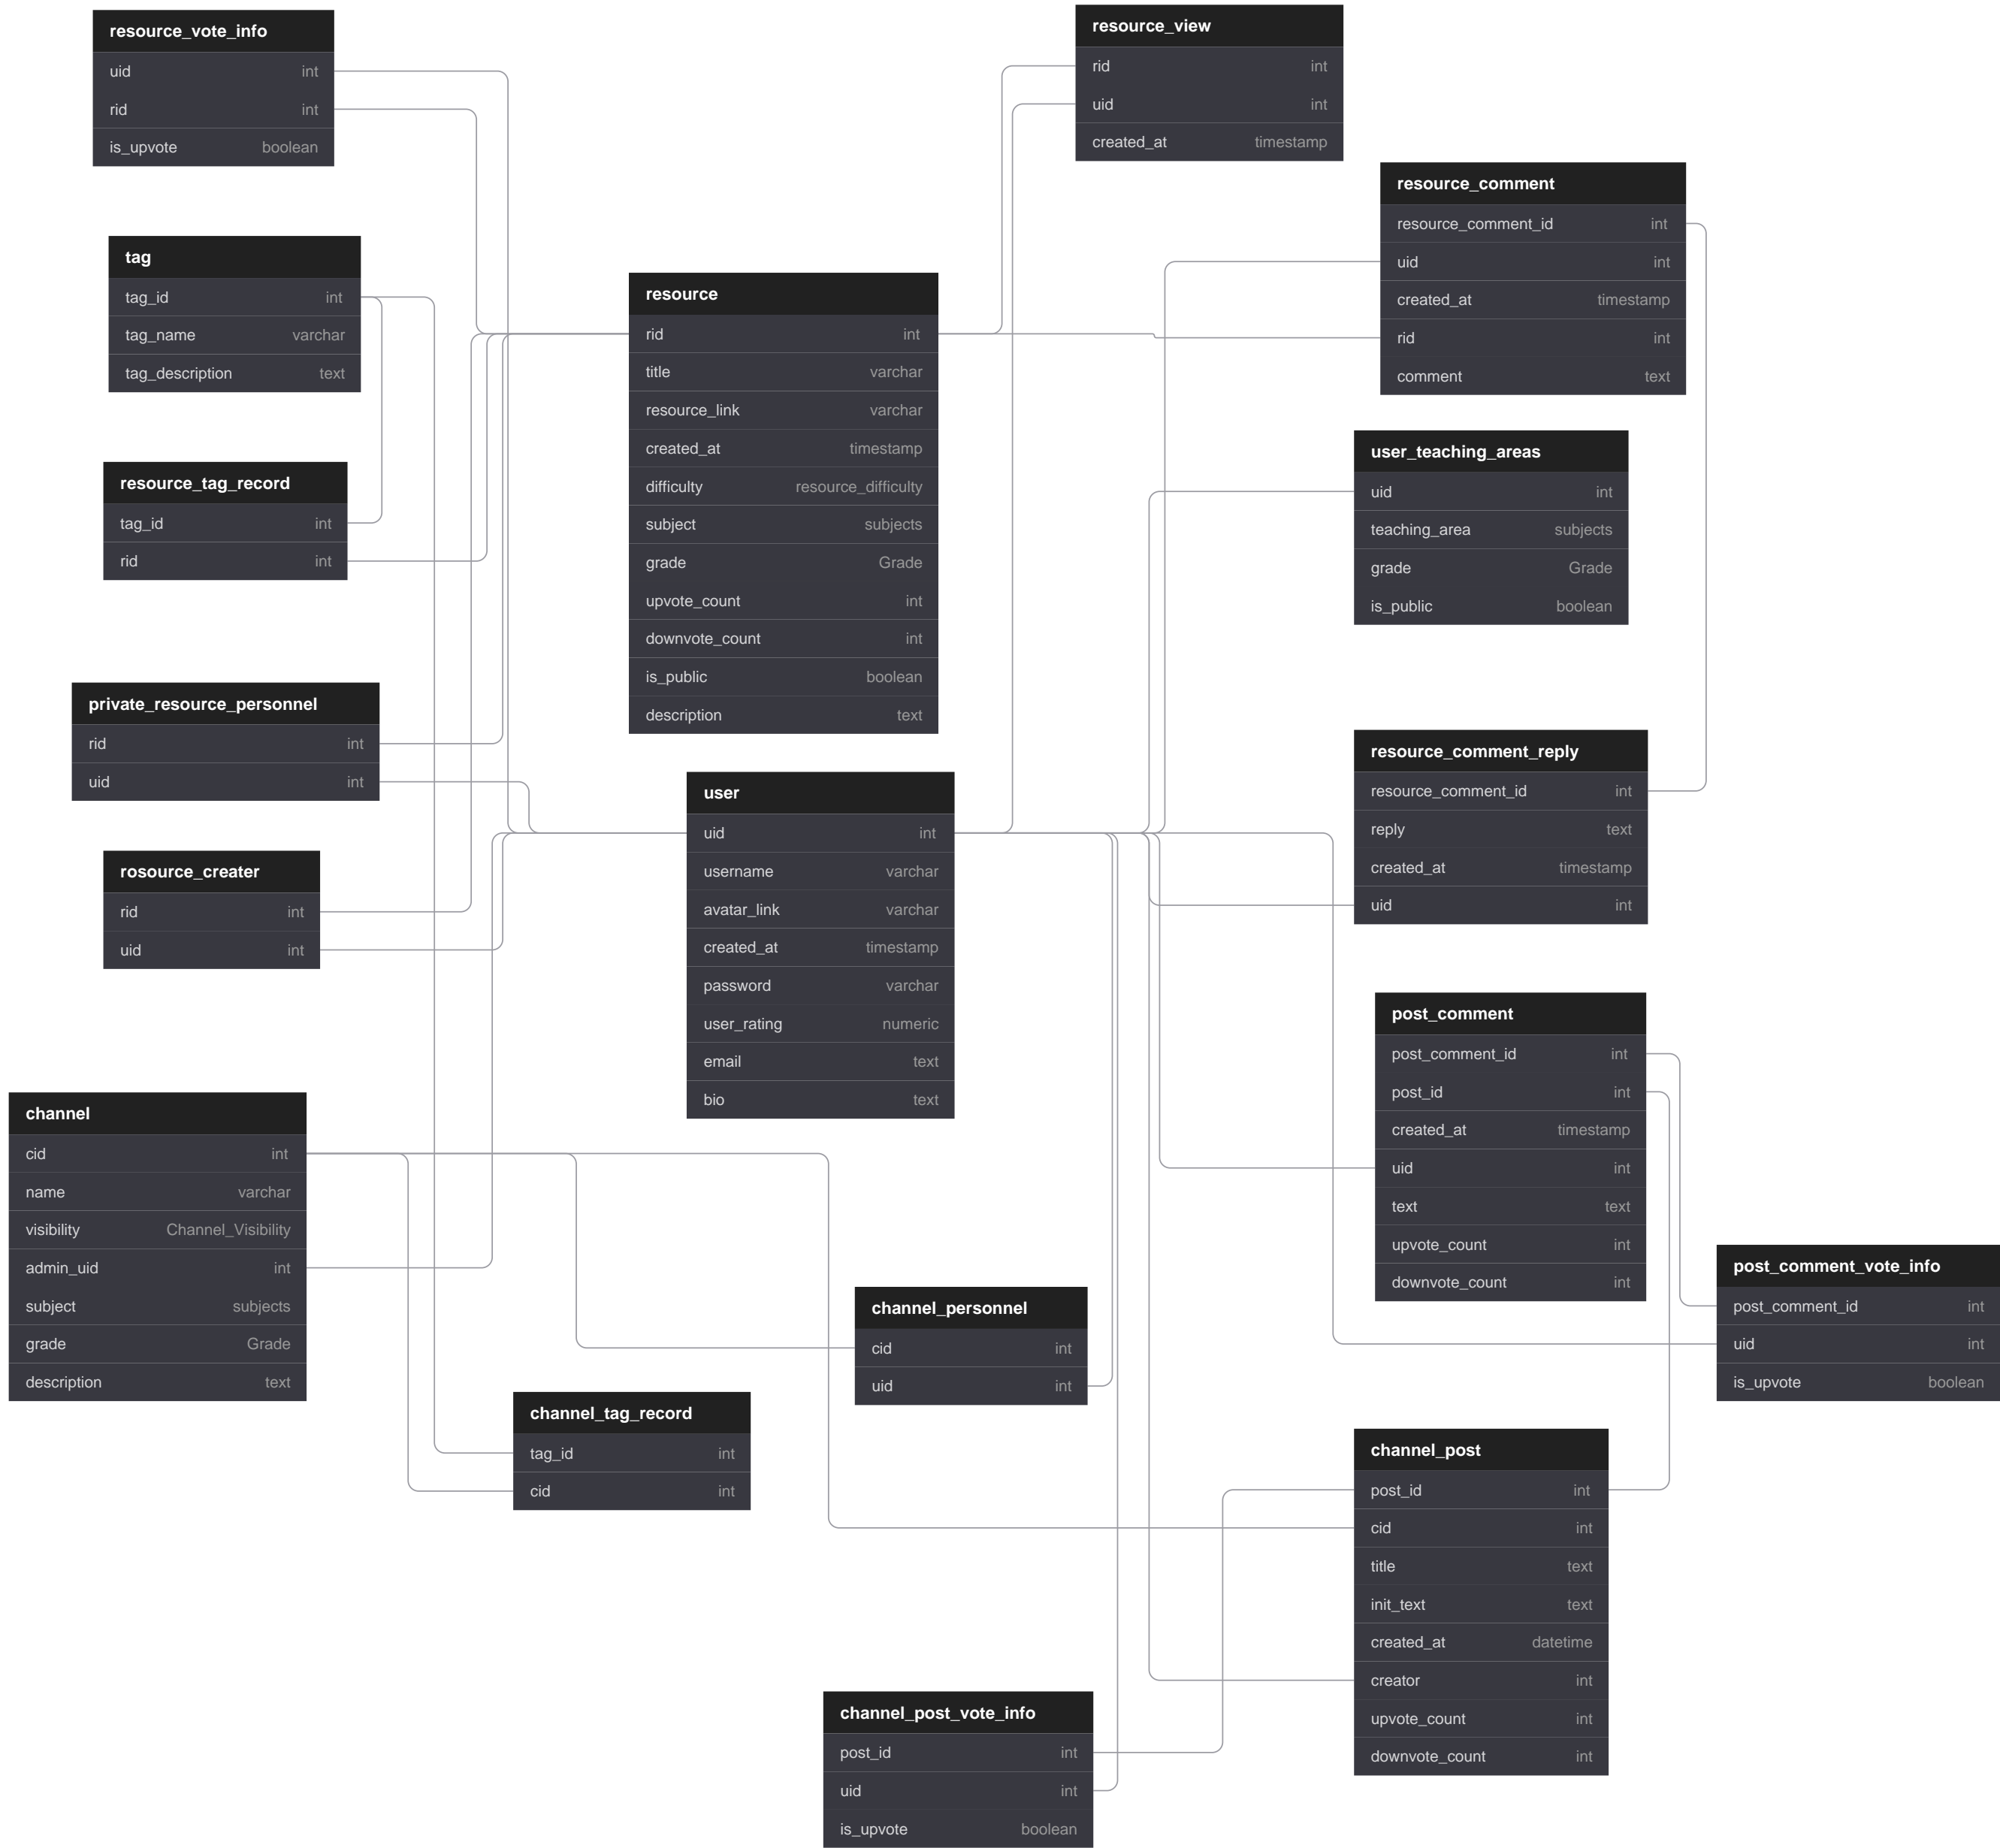 resource_vote_info
uid int
rid int
is_upvote boolean
resource_view
rid int
uid int
created_at timestamp
resource_comment
resource_comment_id int
uid int
created_at timestamp
rid int
comment text
tag
tag_id int
tag_name varchar
tag_description text
resource
rid int
title varchar
resource_link varchar
created_at timestamp
difficulty resource_difficulty
subject subjects
grade Grade
upvote_count int
downvote_count int
is_public boolean
description text
user_teaching_areas
uid int
teaching_area subjects
grade Grade
is_public boolean
resource_tag_record
tag_id int
rid int
private_resource_personnel
rid int
uid int
resource_comment_reply
resource_comment_id int
reply text
created_at timestamp
uid int
user
uid int
username varchar
avatar_link varchar
created_at timestamp
password varchar
user_rating numeric
email text
bio text
rosource_creater
rid int
uid int
post_comment
post_comment_id int
post_id int
created_at timestamp
uid int
text text
upvote_count int
downvote_count int
channel
cid int
name varchar
visibility Channel_Visibility
admin_uid int
subject subjects
grade Grade
description text
post_comment_vote_info
post_comment_id int
uid int
is_upvote boolean
channel_personnel
cid int
uid int
channel_tag_record
tag_id int
cid int
channel_post
post_id int
cid int
title text
init_text text
created_at datetime
creator int
upvote_count int
downvote_count int
channel_post_vote_info
post_id int
uid int
is_upvote boolean